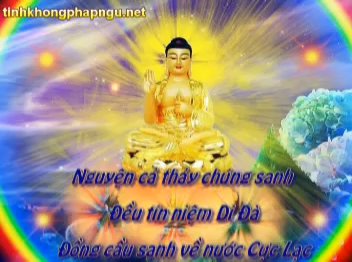 tinhkhongphapngu.net
Nguyện cả thảy chúng sanh
Đều tín niệm Di Đà
Đồng cầu sanh về nước Cực Lạc